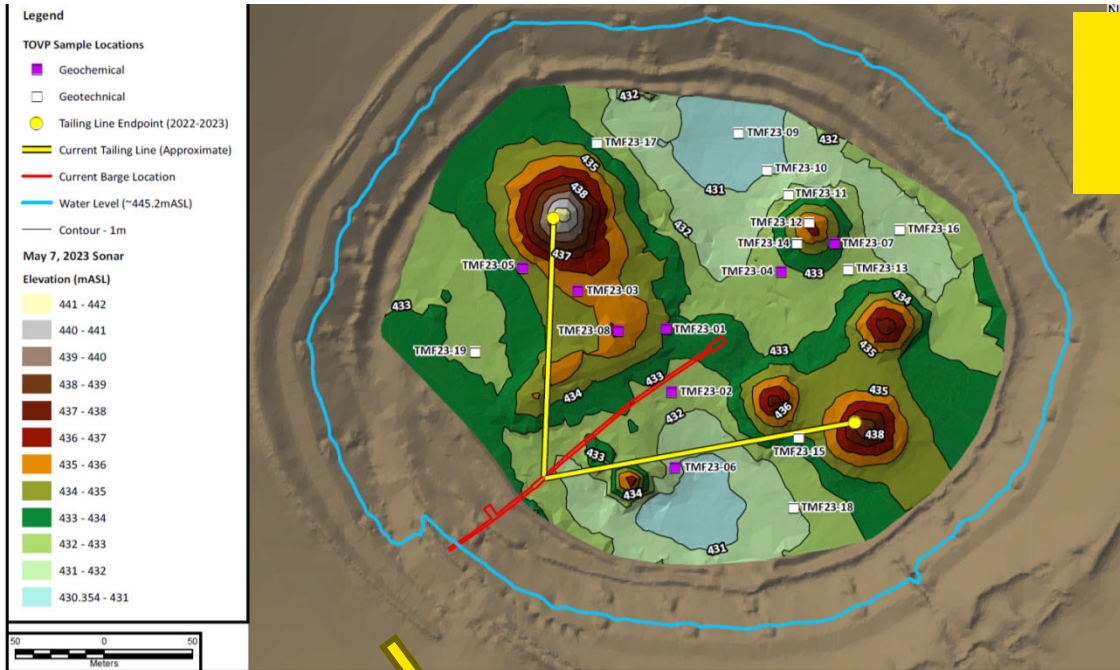 Legend
TOVP Sample Locations
Geochemical
Geotechnical
Tailing Line Endpoint (2022-2023)
Current Tailing Line (Approximate)
Current Barge Location
Water Level (~445.2mASL)
Contour - 1m
May 7, 2023 Sonar
Elevation (mASL)
441 - 442
440 - 441
439 - 440
438 - 439
437 - 438
436 - 437
435 - 436
434 - 435
433 - 434
432 - 433
431 - 432
430.354 - 431
50 0 50
Meters
432
TMF23-17
TMF23-09
432
435
TMF23-10
438
431
TMF23-11
432
TMF23-12
TMF23-16
437
TMF23-14
TMF23-07
TMF23-05
TMF23-04
433
TMF23-13
TMF23-03
433
434
TMF23-08
TMF23-01
TMF23-19
433
435
433
434
TMF23-02
435
432
436
438
TMF23-15
433
TMF23-06
434
TMF23-18
431